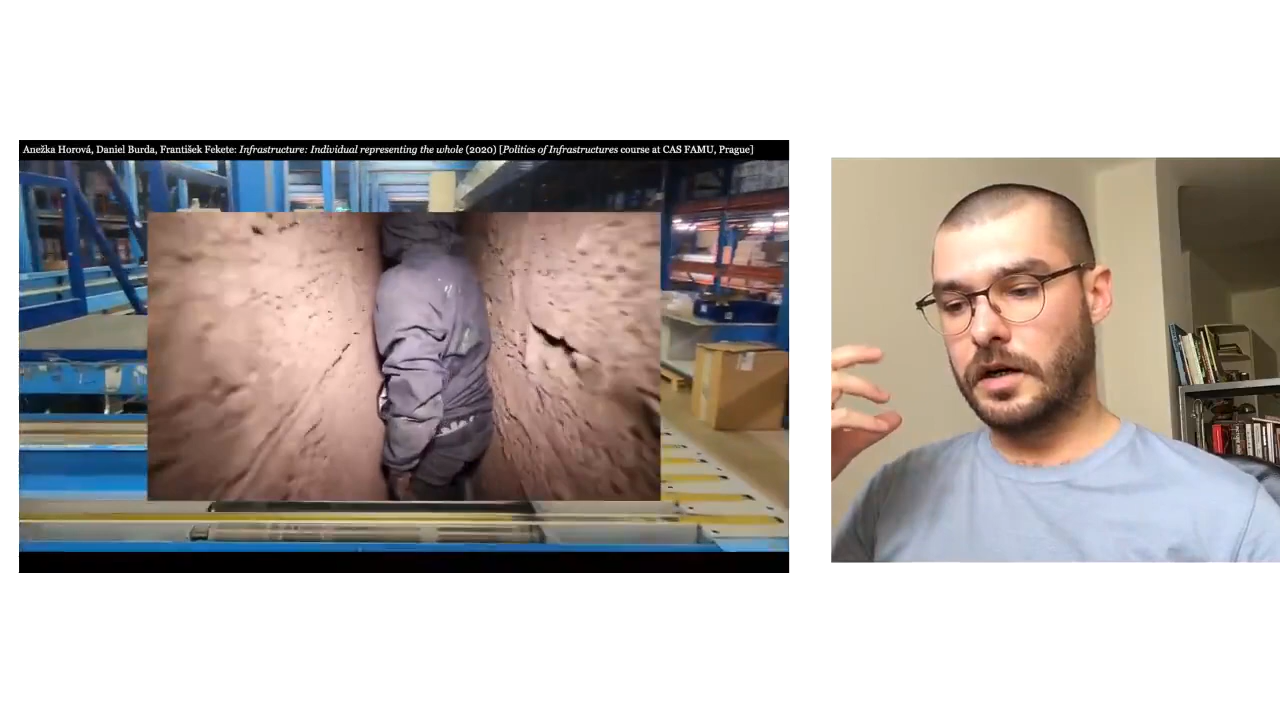 Anežka Horová, Daniel Burda, František Fekete: Infrastructure: Individual representing the whole (2020) [Politics of Infrastructures course at CAS FAMU, Prague]